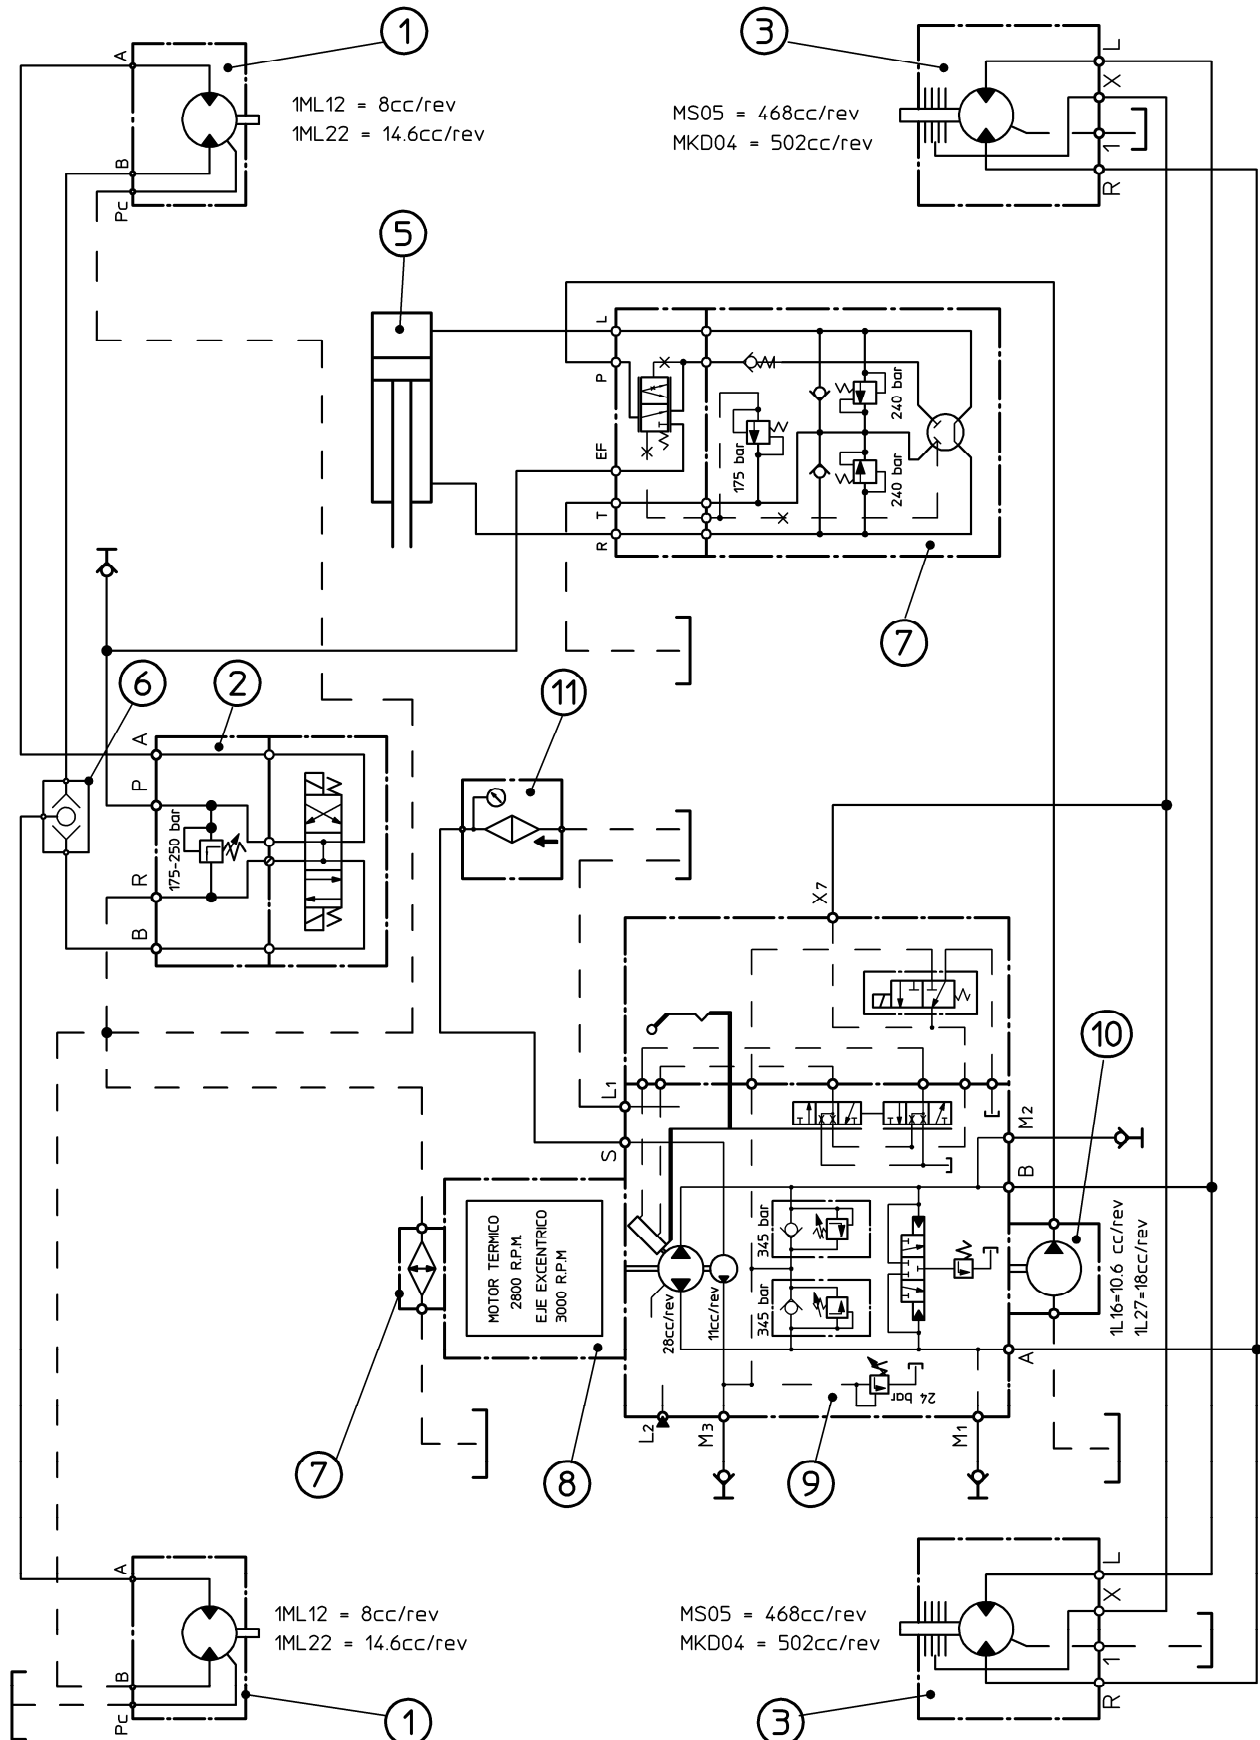 1
3
A
L
X
1ML12 = 8cc/rev
1ML22 = 14.6cc/rev
MS05 = 468cc/rev
MKD04 = 502cc/rev
1
B
R
Pc
5
L
P
240 bar
EF
175 bar
240 bar
T
R
7
6
2
11
A
P
175-250 bar
R
B
X7
10
L1
M2
S
B
MOTOR TERMICO
2800 R.P.M.
EJE EXCENTRICO
3000 R.P.M
345 bar
345 bar
28cc/rev
11cc/rev
1L16=10.6 cc/rev
1L27=18cc/rev
A
24 bar
L2
M3
M1
7
8
9
A
L
X
1ML12 = 8cc/rev
1ML22 = 14.6cc/rev
MS05 = 468cc/rev
MKD04 = 502cc/rev
1
B
R
Pc
1
3